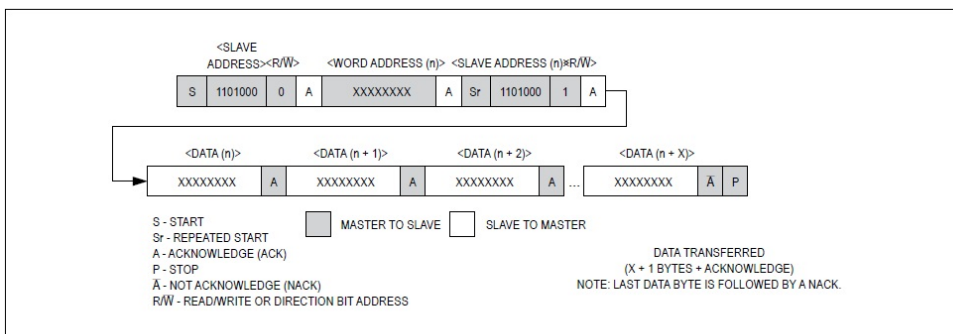 <SLAVE
ADDRESS><R/W̅> <WORD ADDRESS (n)> <SLAVE ADDRESS (n)><R/W̅>
S 1101000 0 A XXXXXXXX A Sr 1101000 1 A
<DATA (n)> <DATA (n + 1)> <DATA (n + 2)> <DATA (n + X)>
XXXXXXXX A XXXXXXXX A XXXXXXXX A ... XXXXXXXX A̅ P
S - START
Sr - REPEATED START
A - ACKNOWLEDGE (ACK)
P - STOP
A̅ - NOT ACKNOWLEDGE (NACK)
R/W̅ - READ/WRITE OR DIRECTION BIT ADDRESS
MASTER TO SLAVE SLAVE TO MASTER
DATA TRANSFERRED
(X + 1 BYTES + ACKNOWLEDGE)
NOTE: LAST DATA BYTE IS FOLLOWED BY A NACK.